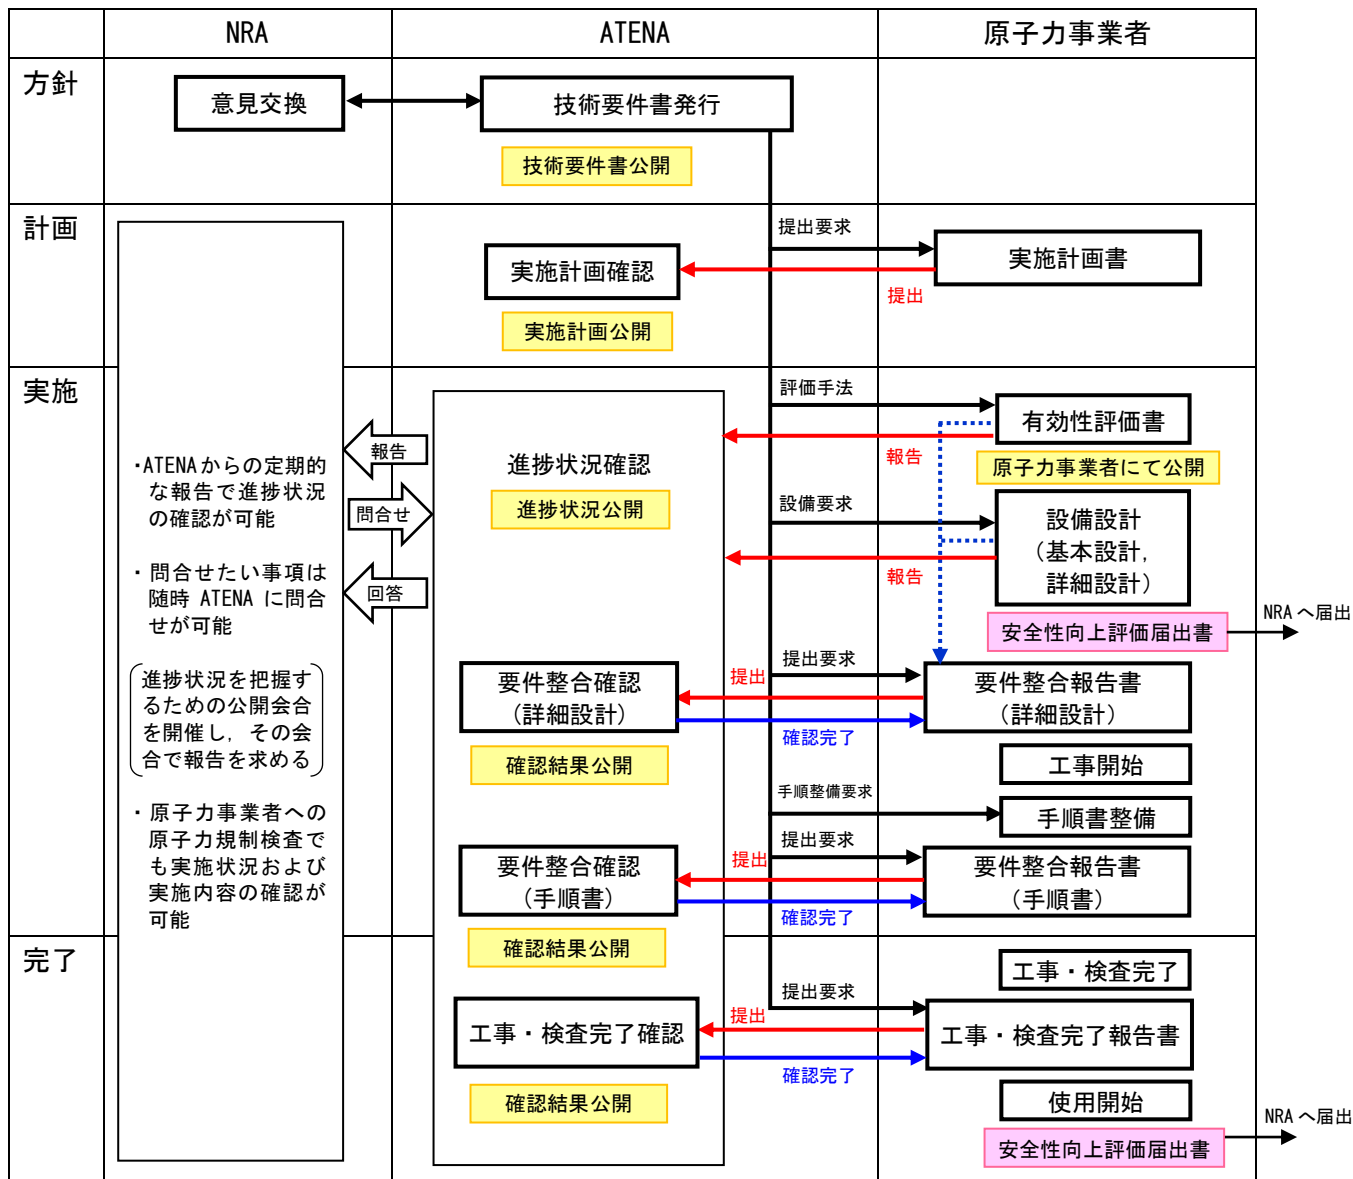 NRA
ATENA
原子力事業者
方針
意見交換
技術要件書発行
技術要件書公開
計画
提出要求
実施計画書
実施計画確認
提出
実施計画公開
実施
評価手法
有効性評価書
報告
原子力事業者にて公開
報告
進捗状況確認
進捗状況公開
問合せ
回答
・ATENAからの定期的
な報告で進捗状況
の確認が可能
・問合せたい事項は
随時 ATENA に問合
せが可能
進捗状況を把握す
るための公開会合
を開催し，その会
合で報告を求める
・原子力事業者への
原子力規制検査で
も実施状況および
実施内容の確認が
可能
設備要求
設備設計
（基本設計，
詳細設計）
報告
安全性向上評価届出書
NRAへ届出
提出要求
要件整合確認
（詳細設計）
提出
要件整合報告書
（詳細設計）
確認完了
確認結果公開
工事開始
手順整備要求
手順書整備
提出要求
要件整合確認
（手順書）
提出
要件整合報告書
（手順書）
確認完了
確認結果公開
完了
工事・検査完了
提出要求
工事・検査完了確認
提出
工事・検査完了報告書
確認完了
確認結果公開
使用開始
安全性向上評価届出書
NRAへ届出